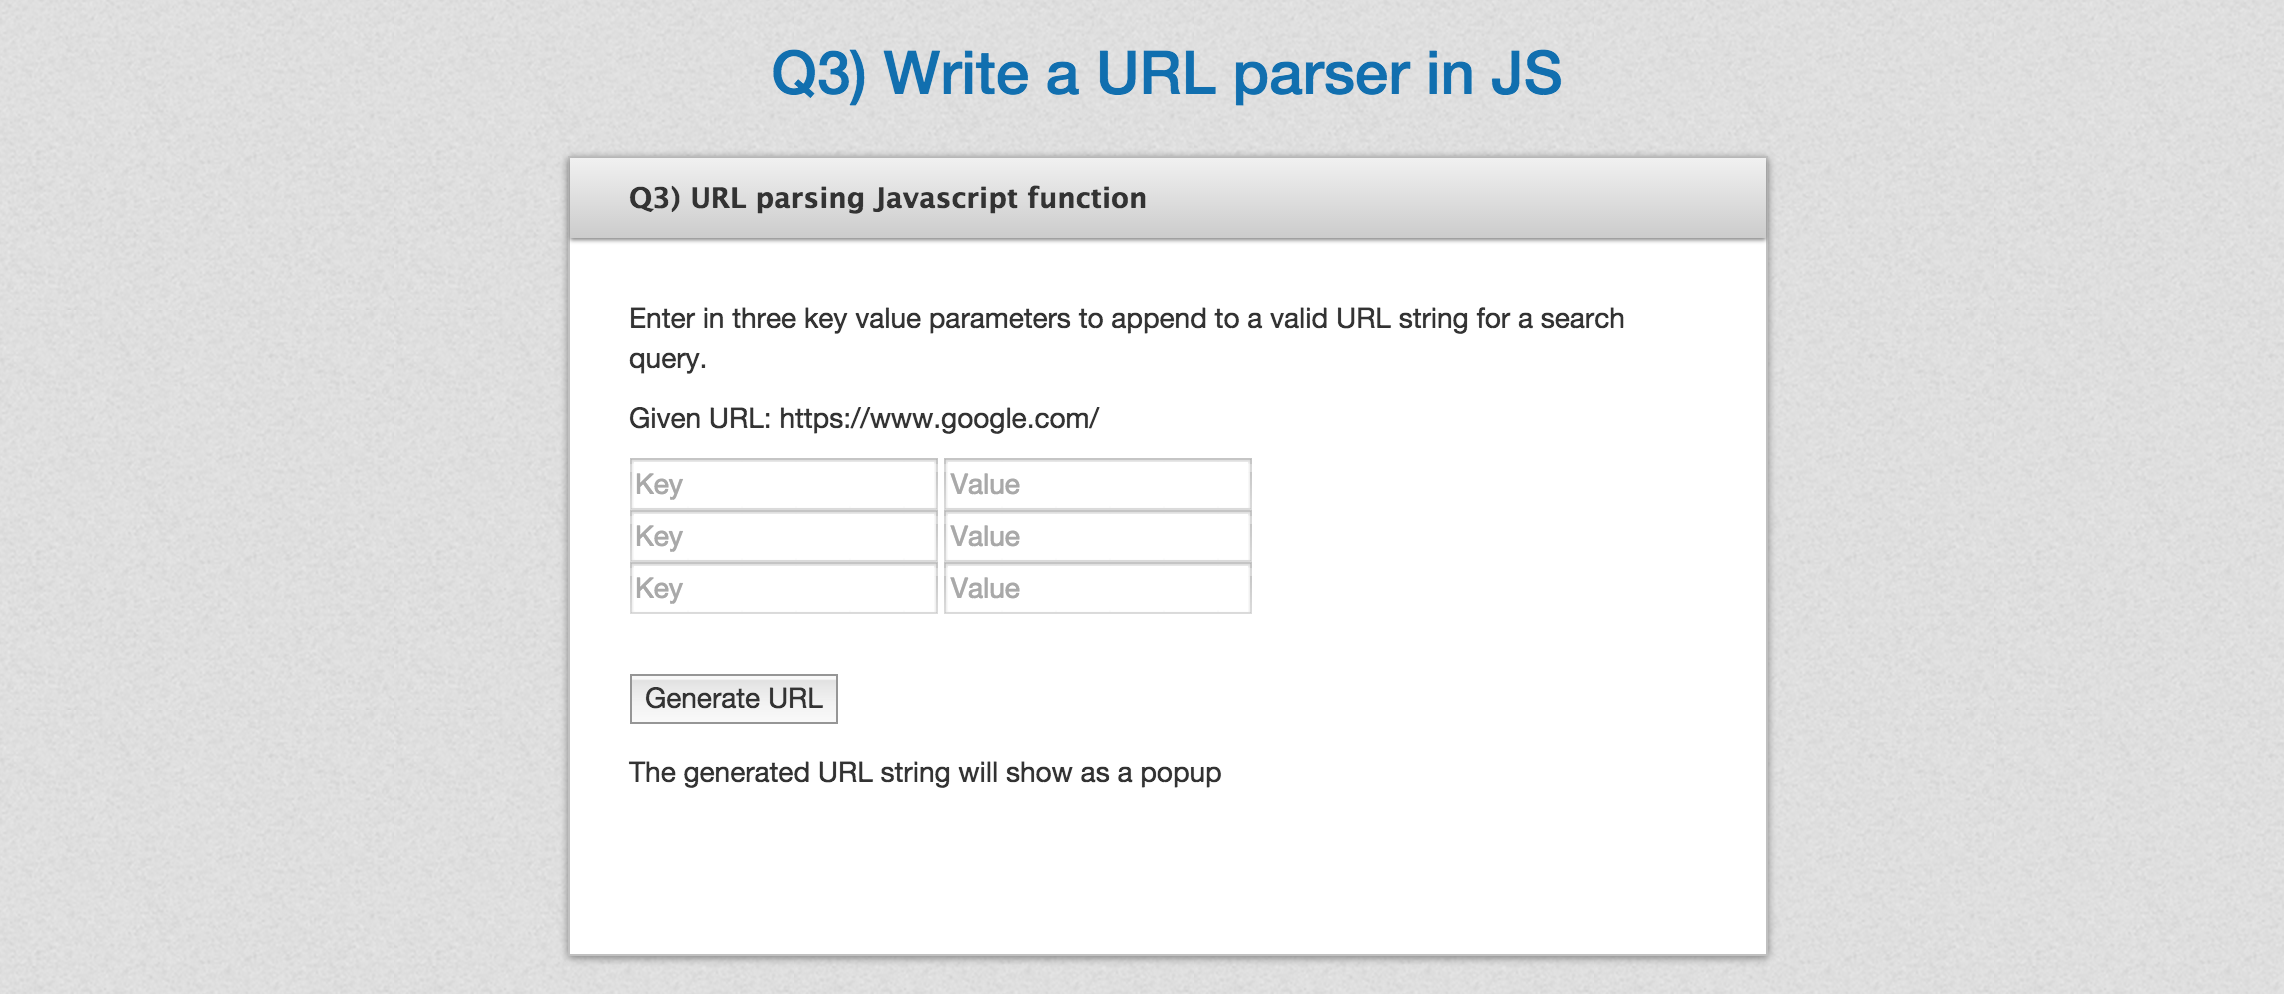 Q3) Write a URL parser in JS
Q3) URL parsing Javascript function
Enter in three key value parameters to append to a valid URL string for a search
query.
Given URL: https://www.google.com/
Key Value
Key Value
Key Value
Generate URL
The generated URL string will show as a popup